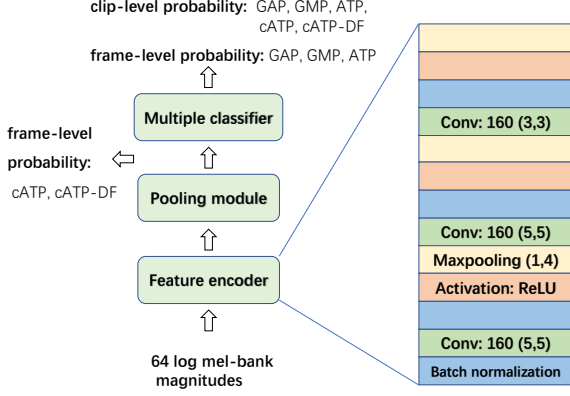 clip-level probability: GAP, GMP, ATP,
cATP, cATP-DF
frame-level probability: GAP, GMP, ATP
Multiple classifier
frame-level
probability:
cATP, cATP-DF
Pooling module
Feature encoder
64 log mel-bank
magnitudes
Conv: 160 (3,3)
Conv: 160 (5,5)
Maxpooling (1,4)
Activation: ReLU
Conv: 160 (5,5)
Batch normalization